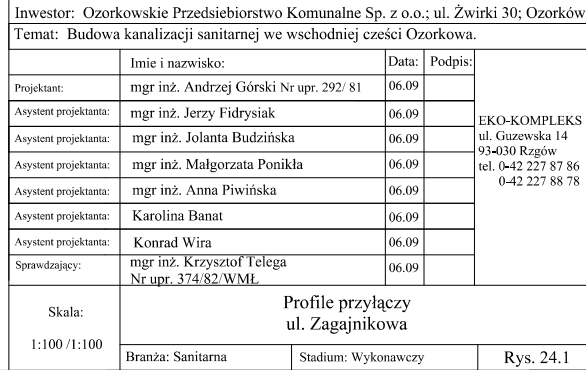 Inwestor: Ozorkowskie Przedsiebiorstwo Komunalne Sp. z o.o.; ul. Żwirki 30; Ozorków
Temat: Budowa kanalizacji sanitarnej we wschodniej cześci Ozorkowa.
Imie i nazwisko: Data: Podpis:
Projektant: mgr inż. Andrzej Górski Nr upr. 292/ 81 06.09
Asystent projektanta: mgr inż. Jerzy Fidrysiak 06.09
Asystent projektanta: mgr inż. Jolanta Budzińska 06.09
Asystent projektanta: mgr inż. Małgorzata Ponikła 06.09
Asystent projektanta: mgr inż. Anna Piwińska 06.09
Asystent projektanta: Karolina Banat 06.09
Asystent projektanta: Konrad Wira 06.09
Sprawdzający: mgr inż. Krzysztof Telega 06.09
Nr upr. 374/82/WMŁ
EKO-KOMPLEKS
ul. Guzewska 14
93-030 Rzgów
tel. 0-42 227 87 86
0-42 227 88 78
Skala:
1:100 /1:100
Profile przyłączy
ul. Zagajnikowa
Branża: Sanitarna Stadium: Wykonawczy Rys. 24.1